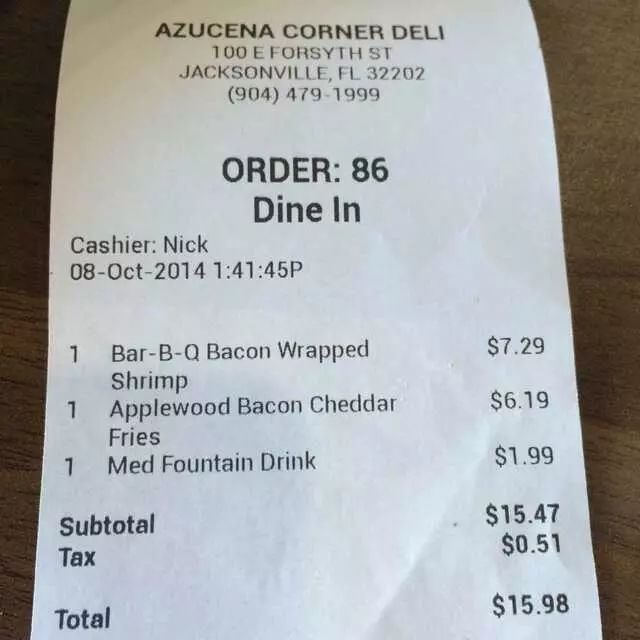 AZUCENA CORNER DELI
100 E FORSYTH ST
JACKSONVILLE, FL 32202
(904) 479-1999
ORDER: 86
Dine In
Cashier: Nick
08-Oct-2014 1:41:45P
1 Bar-B-Q Bacon Wrapped $7.29
Shrimp
1 Applewood Bacon Cheddar $6.19
Fries
1 Med Fountain Drink $1.99
Subtotal $15.47
Tax $0.51
Total $15.98